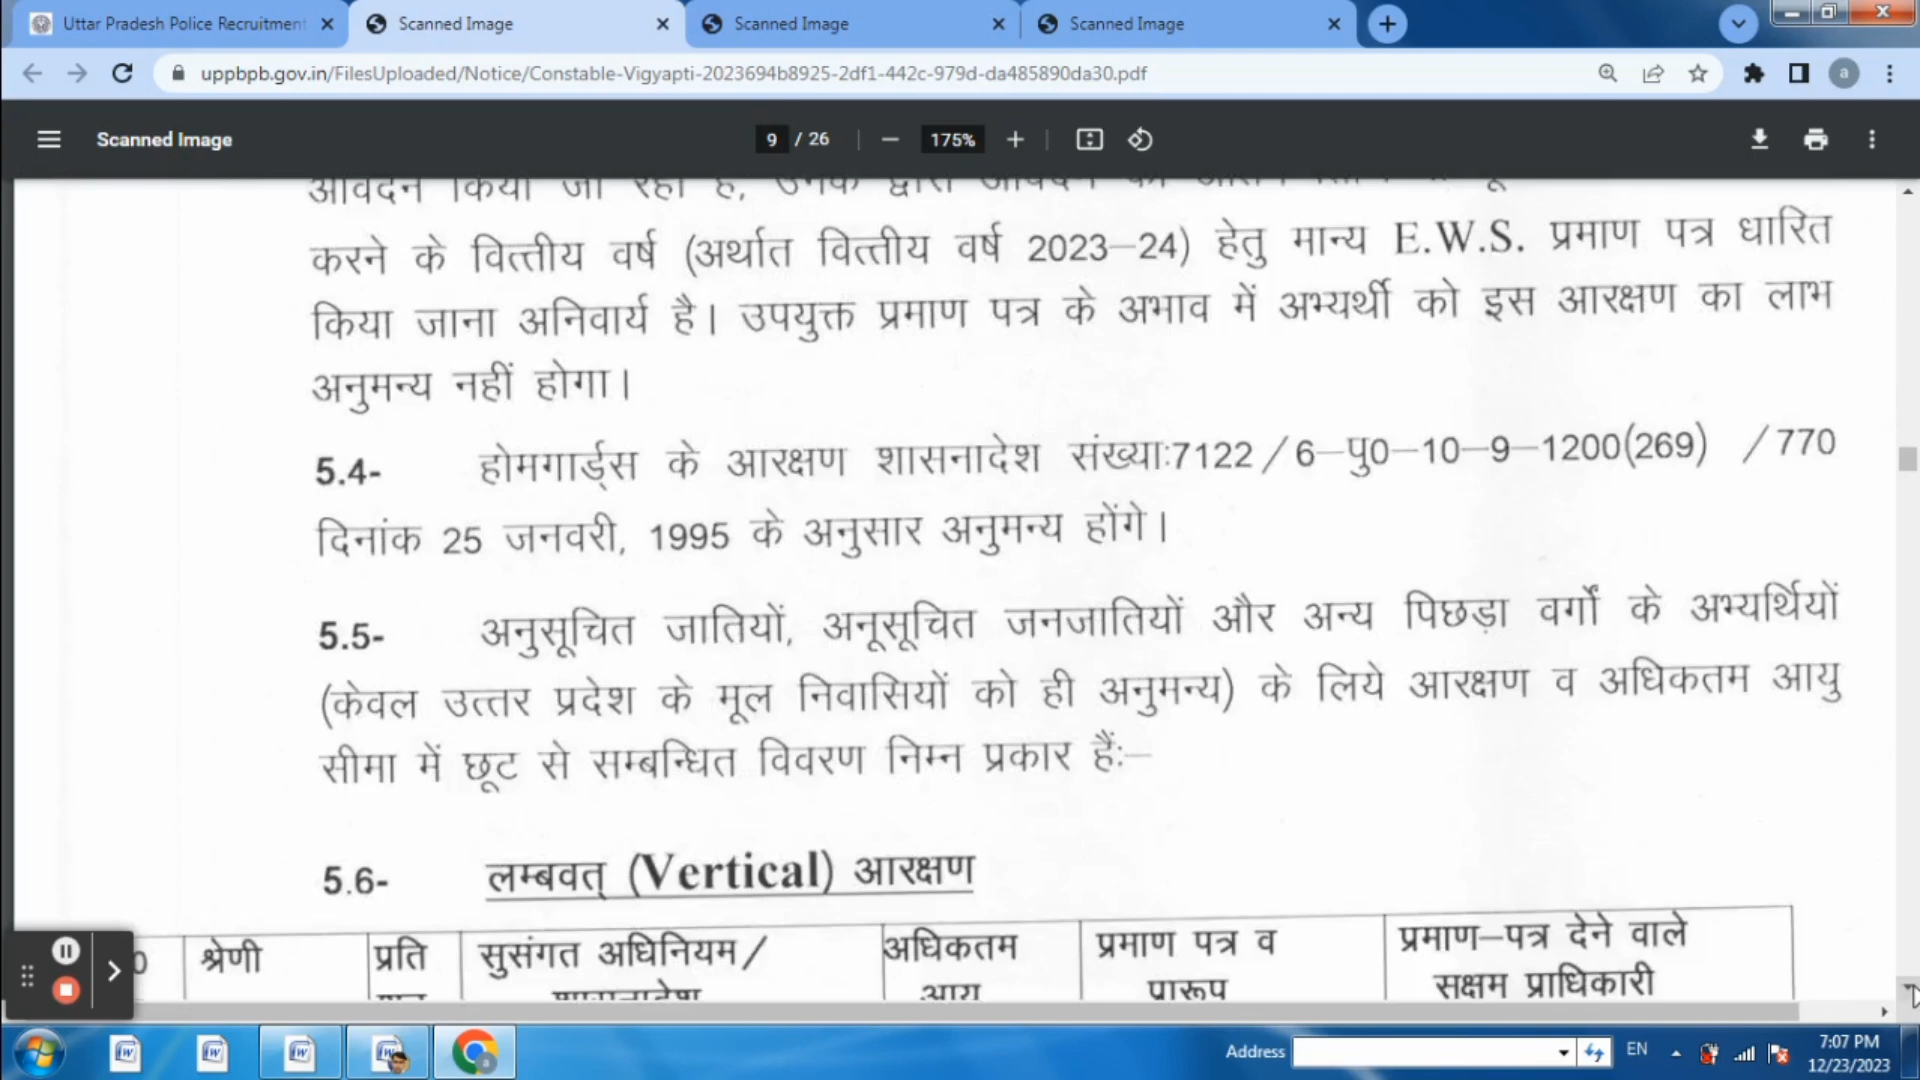 Uttar Pradesh Police Recruitment
Scanned Image
Scanned Image
Scanned Image
uppbpb.gov.in/FilesUploaded/Notice/Constable-Vigyapti-2023694b8925-2df1-442c-979d-da485890da30.pdf
a
Scanned Image
9 / 26
175%
करने के वित्तीय वर्ष (अर्थात वित्तीय वर्ष 2023–24) हेतु मान्य E.W.S. प्रमाण पत्र धारित
किया जाना अनिवार्य है। उपयुक्त प्रमाण पत्र के अभाव में अभ्यर्थी को इस आरक्षण का लाभ
अनुमन्य नहीं होगा।
5.4- होमगार्ड्स के आरक्षण शासनादेश संख्या:7122 / 6–पु0–10–9–1200(269) / 770
दिनांक 25 जनवरी, 1995 के अनुसार अनुमन्य होंगे।
5.5- अनुसूचित जातियों, अनूसूचित जनजातियों और अन्य पिछड़ा वर्गों के अभ्यर्थियों
(केवल उत्तर प्रदेश के मूल निवासियों को ही अनुमन्य) के लिये आरक्षण व अधिकतम आयु
सीमा में छूट से सम्बन्धित विवरण निम्न प्रकार हैं:–
5.6- लम्बवत् (Vertical) आरक्षण
0 श्रेणी प्रति सुसंगत अधिनियम / अधिकतम प्रमाण पत्र व प्रमाण–पत्र देने वाले
शासनादेश आयु प्रारूप सक्षम प्राधिकारी
Address
EN
7:07 PM
12/23/2023